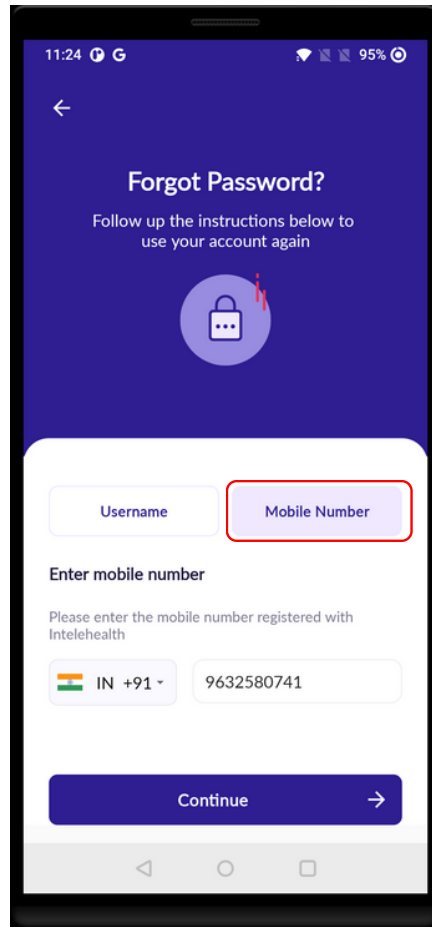 11:24 G 95%
Forgot Password?
Follow up the instructions below to
use your account again
Username Mobile Number
Enter mobile number
Please enter the mobile number registered with
Intelehealth
IN +91 9632580741
Continue